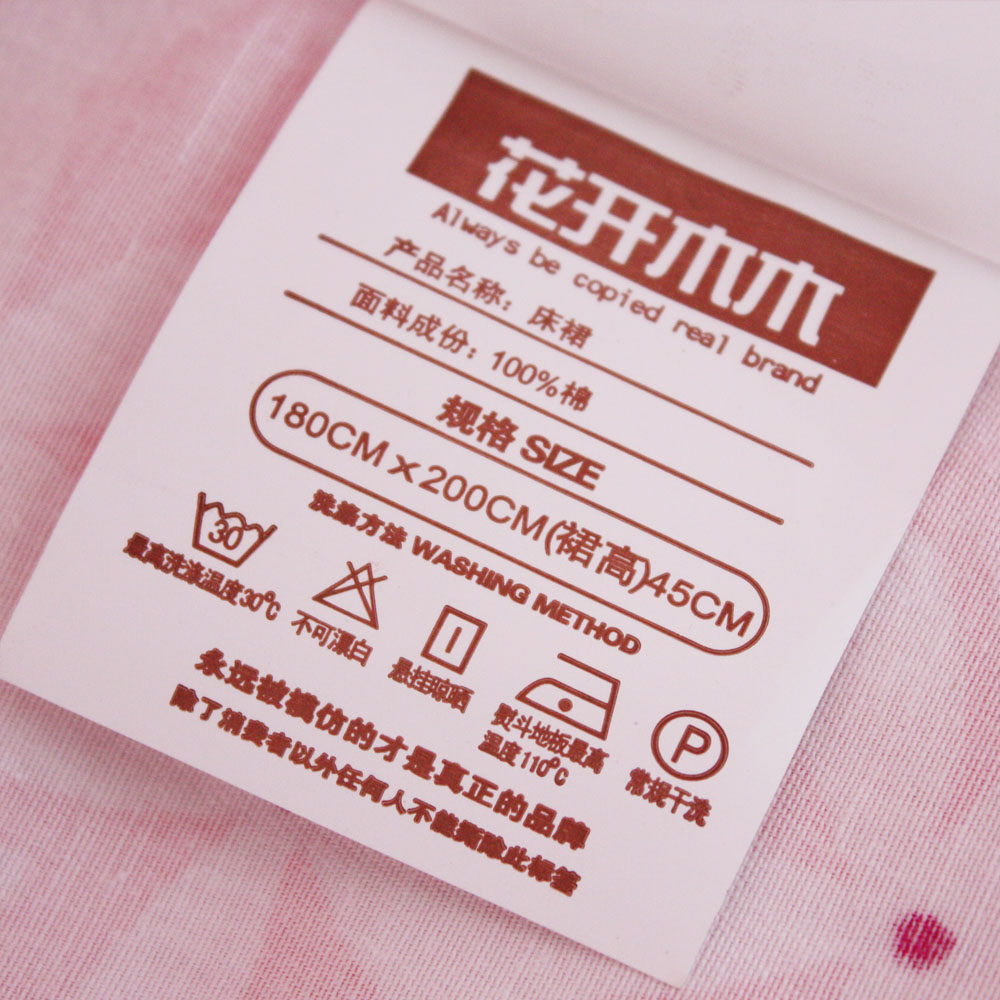 花开木木
Always be copied real brand
产品名称：床裙
面料成份：100%棉
规格 SIZE
180CM×200CM(裙高)45CM
洗涤方法 WASHING METHOD
30
最高洗涤温度30℃
不可漂白
悬挂晾晒
熨斗地板最高
温度110℃
P
常规干洗
永远被模仿的才是真正的品牌
除了消费者以外任何人不能撕除此标签